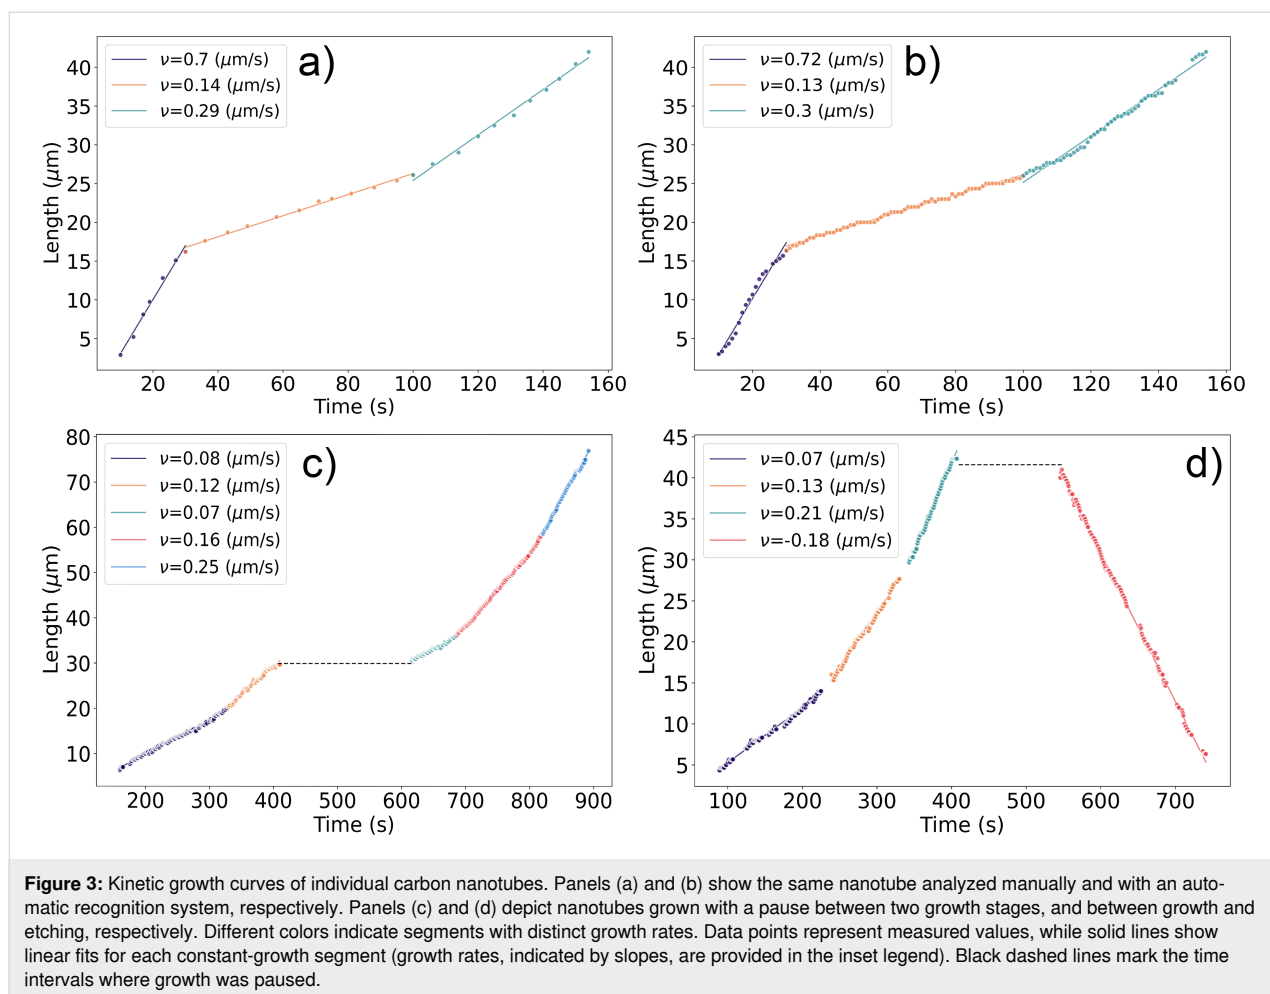 ν=0.7 (μm/s)
ν=0.14 (μm/s)
ν=0.29 (μm/s)
a)
40
35
30
25
20
15
10
5
Length (μm)
20 40 60 80 100 120 140 160
Time (s)
ν=0.72 (μm/s)
ν=0.13 (μm/s)
ν=0.3 (μm/s)
b)
40
35
30
25
20
15
10
5
Length (μm)
20 40 60 80 100 120 140 160
Time (s)
ν=0.08 (μm/s)
ν=0.12 (μm/s)
ν=0.07 (μm/s)
ν=0.16 (μm/s)
ν=0.25 (μm/s)
c)
80
70
60
50
40
30
20
10
Length (μm)
200 300 400 500 600 700 800 900
Time (s)
ν=0.07 (μm/s)
ν=0.13 (μm/s)
ν=0.21 (μm/s)
ν=-0.18 (μm/s)
d)
45
40
35
30
25
20
15
10
5
Length (μm)
100 200 300 400 500 600 700
Time (s)
Figure 3: Kinetic growth curves of individual carbon nanotubes. Panels (a) and (b) show the same nanotube analyzed manually and with an auto-
matic recognition system, respectively. Panels (c) and (d) depict nanotubes grown with a pause between two growth stages, and between growth and
etching, respectively. Different colors indicate segments with distinct growth rates. Data points represent measured values, while solid lines show
linear fits for each constant-growth segment (growth rates, indicated by slopes, are provided in the inset legend). Black dashed lines mark the time
intervals where growth was paused.